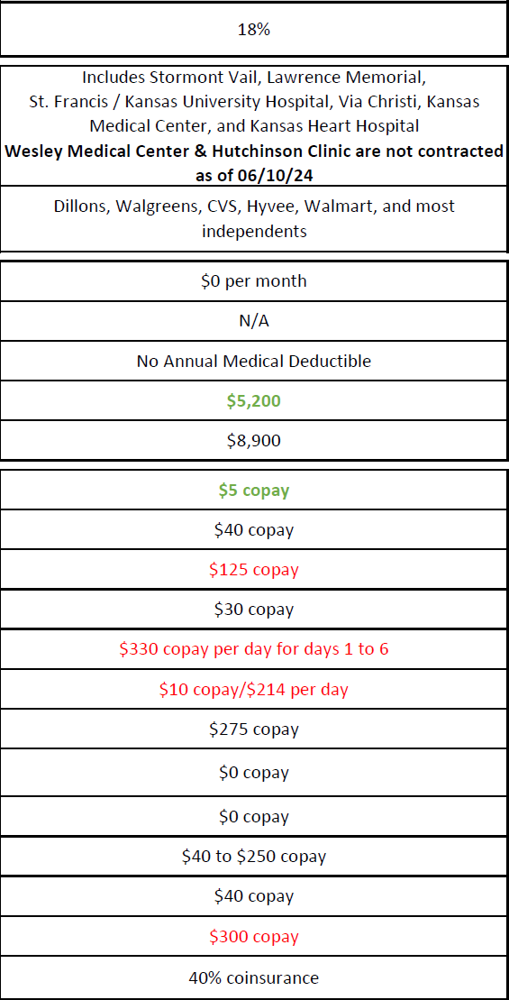 18%
Includes Stormont Vail, Lawrence Memorial,
St. Francis / Kansas University Hospital, Via Christi, Kansas
Medical Center, and Kansas Heart Hospital
Wesley Medical Center & Hutchinson Clinic are not contracted
as of 06/10/24
Dillons, Walgreens, CVS, Hyvee, Walmart, and most
independents
$0 per month
N/A
No Annual Medical Deductible
$5,200
$8,900
$5 copay
$40 copay
$125 copay
$30 copay
$330 copay per day for days 1 to 6
$10 copay/$214 per day
$275 copay
$0 copay
$0 copay
$40 to $250 copay
$40 copay
$300 copay
40% coinsurance